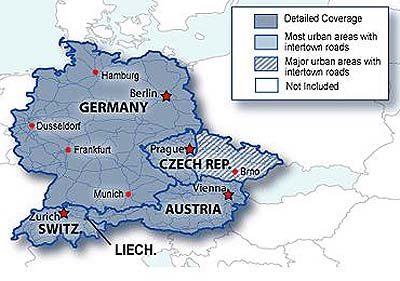 Detailed Coverage
Most urban areas with
intertown roads
Major urban areas with
intertown roads
Not Included
Hamburg
Berlin
GERMANY
Dusseldorf
Frankfurt
Prague
CZECH REP.
Brno
Munich
Vienna
AUSTRIA
Zurich
SWITZ.
LIECH.